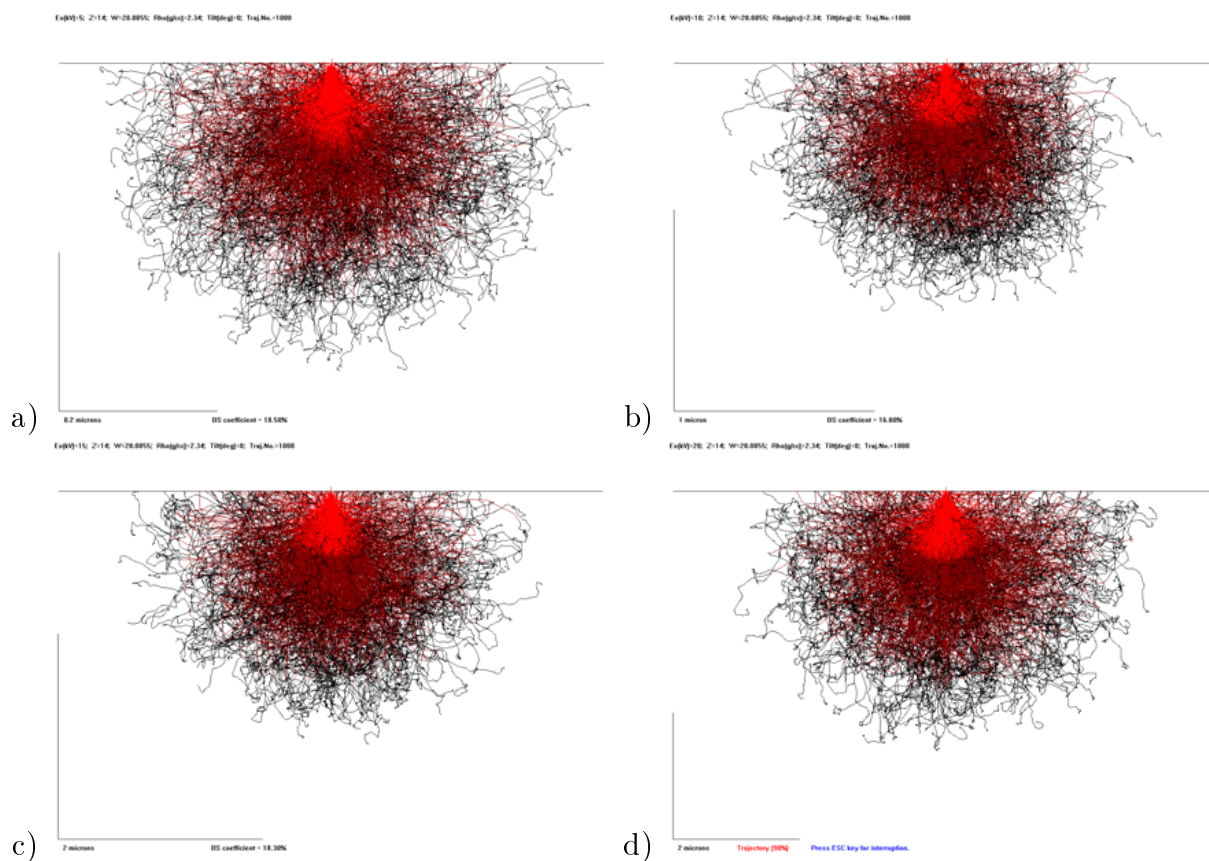 Eo(kV)=5; Z=14; W=28.0855; Rho(g/cc)=2.34; Tilt(deg)=0; Traj.No.=1000
Eo(kV)=10; Z=14; W=28.0855; Rho(g/cc)=2.34; Tilt(deg)=0; Traj.No.=1000
a)
0.2 microns BS coefficient = 18.50%
b)
1 micron BS coefficient = 16.80%
Eo(kV)=15; Z=14; W=28.0855; Rho(g/cc)=2.34; Tilt(deg)=0; Traj.No.=1000
Eo(kV)=20; Z=14; W=28.0855; Rho(g/cc)=2.34; Tilt(deg)=0; Traj.No.=1000
c)
2 microns BS coefficient = 18.30%
d)
2 microns Trajectory (98%) Press ESC key for interruption.